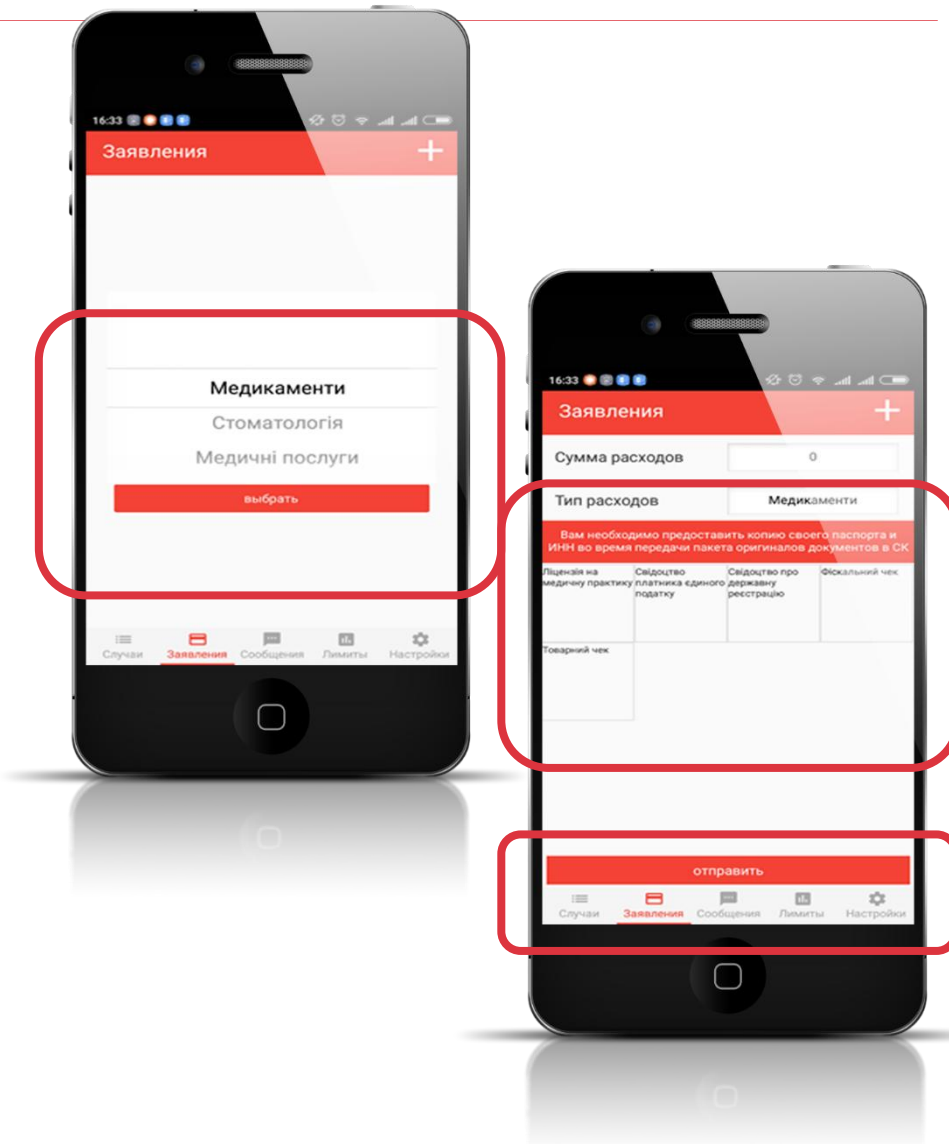 16:33
Заявления
Медикаменти
Стоматологія
Медичні послуги
выбрать
Случаи Заявления Сообщения Лимиты Настройки
16:33
Заявления
Сумма расходов 0
Тип расходов Медикаменти
Вам необходимо предоставить копию своего паспорта и
ИНН во время передачи пакета оригиналов документов в СК
Ліцензія на Свідоцтво Свідоцтво про Фіскальний чек
медичну практику платника єдиного державну
податку реєстрацію
Товарний чек
отправить
Случаи Заявления Сообщения Лимиты Настройки